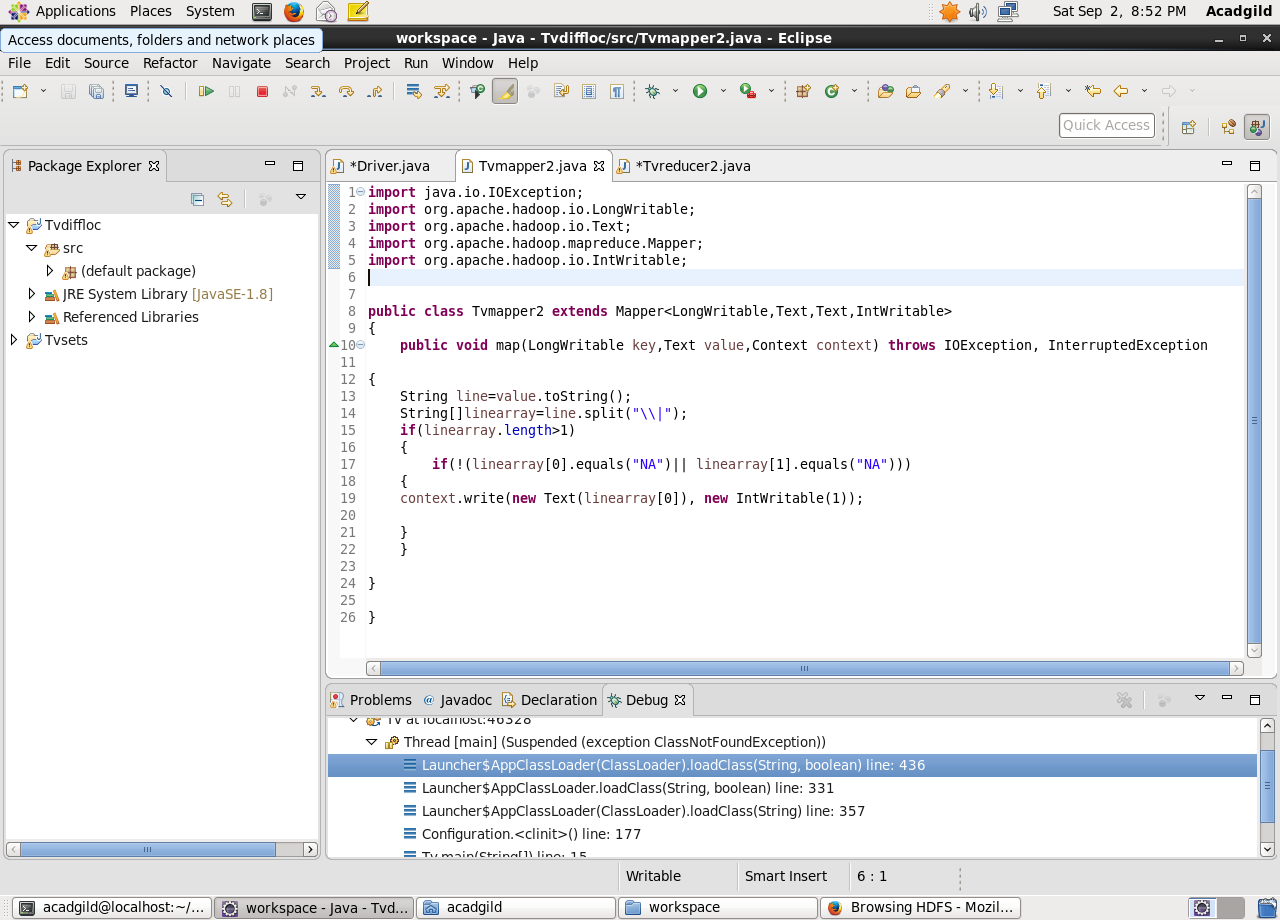 Applications Places System Sat Sep 2, 8:52 PM Acadgild
Access documents, folders and network places
workspace - Java - Tvdiffloc/src/Tvmapper2.java - Eclipse
File Edit Source Refactor Navigate Search Project Run Window Help
Quick Access
Package Explorer
Tvdiffloc
src
(default package)
JRE System Library [JavaSE-1.8]
Referenced Libraries
Tvsets
*Driver.java Tvmapper2.java *Tvreducer2.java
1 import java.io.IOException;
2 import org.apache.hadoop.io.LongWritable;
3 import org.apache.hadoop.io.Text;
4 import org.apache.hadoop.mapreduce.Mapper;
5 import org.apache.hadoop.io.IntWritable;
6
7
8 public class Tvmapper2 extends Mapper<LongWritable,Text,Text,IntWritable>
9 {
10 public void map(LongWritable key,Text value,Context context) throws IOException, InterruptedException
11
12 {
13 String line=value.toString();
14 String[]linearray=line.split("\\|");
15 if(linearray.length>1)
16 {
17 if(!(linearray[0].equals("NA")|| linearray[1].equals("NA")))
18 {
19 context.write(new Text(linearray[0]), new IntWritable(1));
20
21 }
22 }
23
24 }
25
26 }
Problems @ Javadoc Declaration Debug
Tv at localhost:46328
Thread [main] (Suspended (exception ClassNotFoundException))
Launcher$AppClassLoader(ClassLoader).loadClass(String, boolean) line: 436
Launcher$AppClassLoader.loadClass(String, boolean) line: 331
Launcher$AppClassLoader(ClassLoader).loadClass(String) line: 357
Configuration.<clinit>() line: 177
Tv.main(String[]) line: 15
Writable Smart Insert 6 : 1
acadgild@localhost:~/... workspace - Java - Tvd... acadgild workspace Browsing HDFS - Mozil...